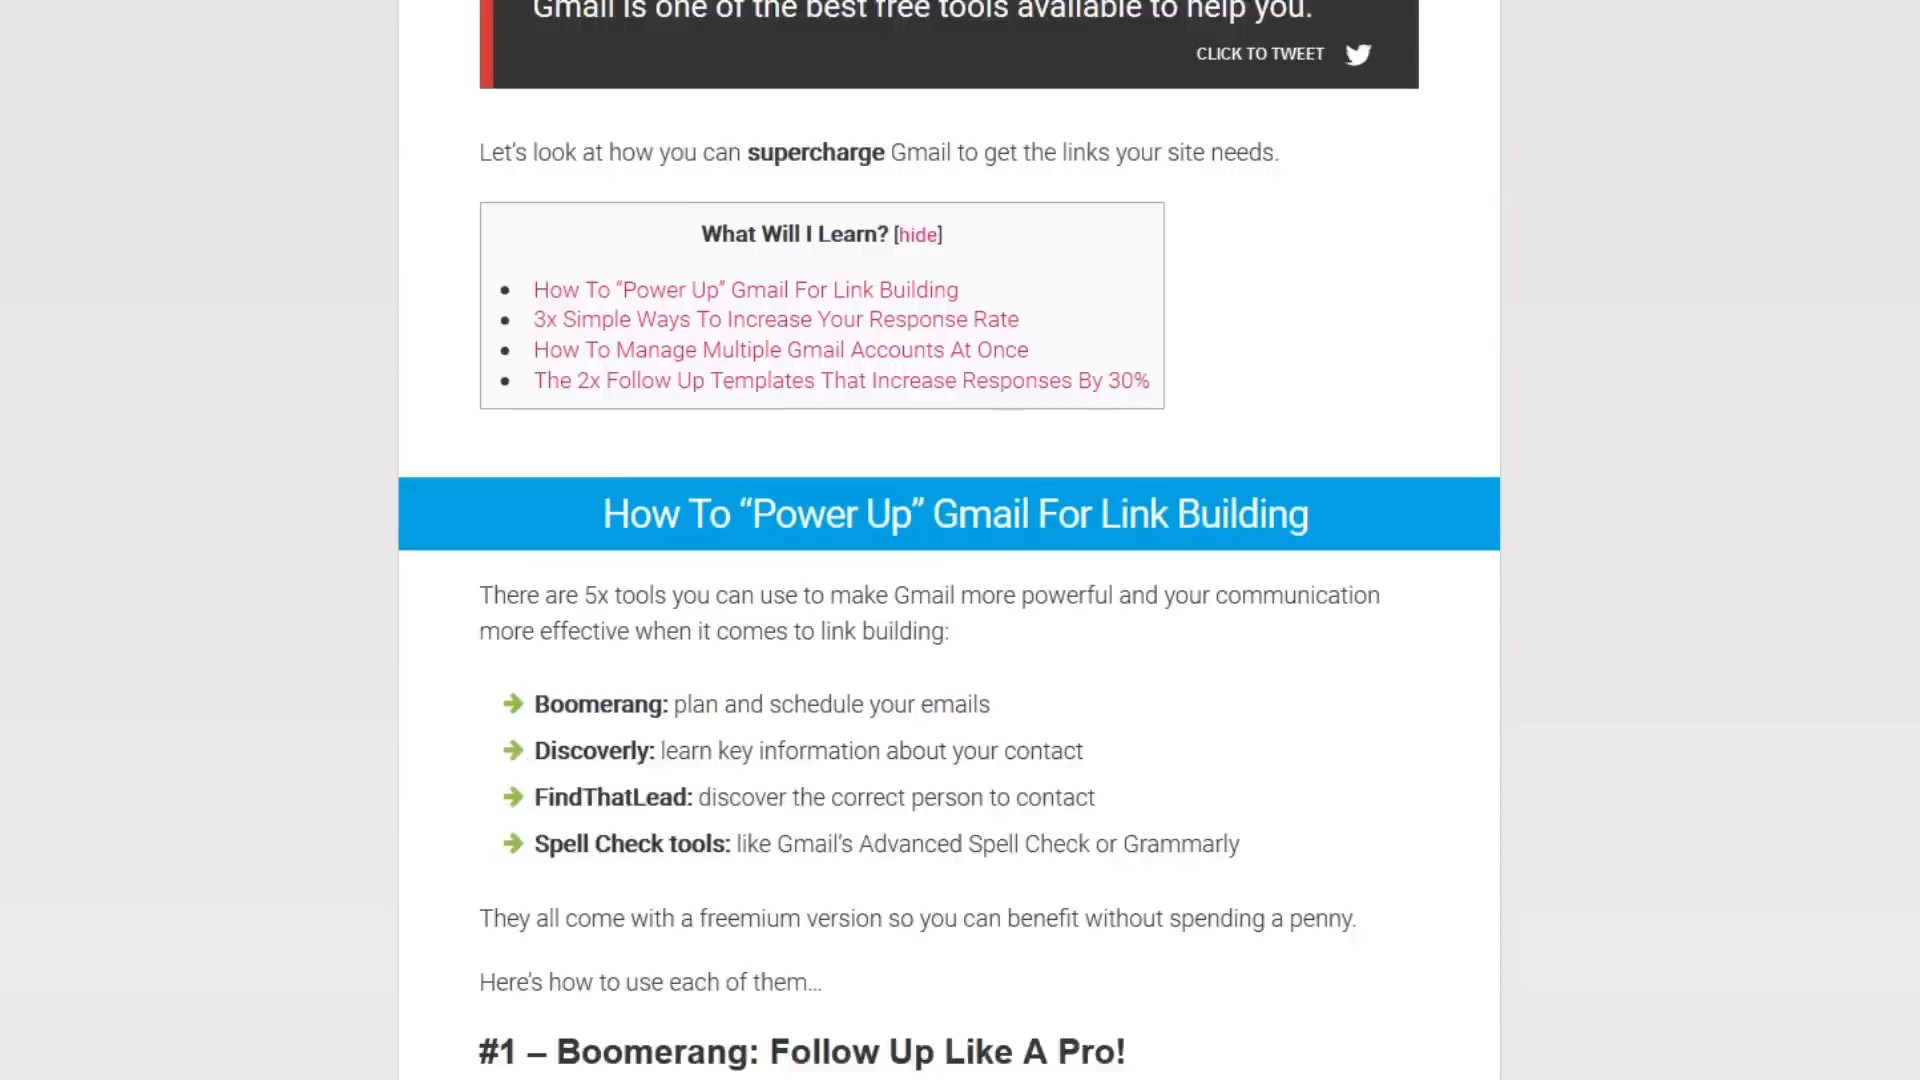 Gmail is one of the best free tools available to help you.
CLICK TO TWEET
Let's look at how you can supercharge Gmail to get the links your site needs.
What Will I Learn? [hide]
How To “Power Up” Gmail For Link Building
3x Simple Ways To Increase Your Response Rate
How To Manage Multiple Gmail Accounts At Once
The 2x Follow Up Templates That Increase Responses By 30%
How To “Power Up” Gmail For Link Building
There are 5x tools you can use to make Gmail more powerful and your communication
more effective when it comes to link building:
Boomerang: plan and schedule your emails
Discoverly: learn key information about your contact
FindThatLead: discover the correct person to contact
Spell Check tools: like Gmail's Advanced Spell Check or Grammarly
They all come with a freemium version so you can benefit without spending a penny.
Here's how to use each of them...
#1 – Boomerang: Follow Up Like A Pro!